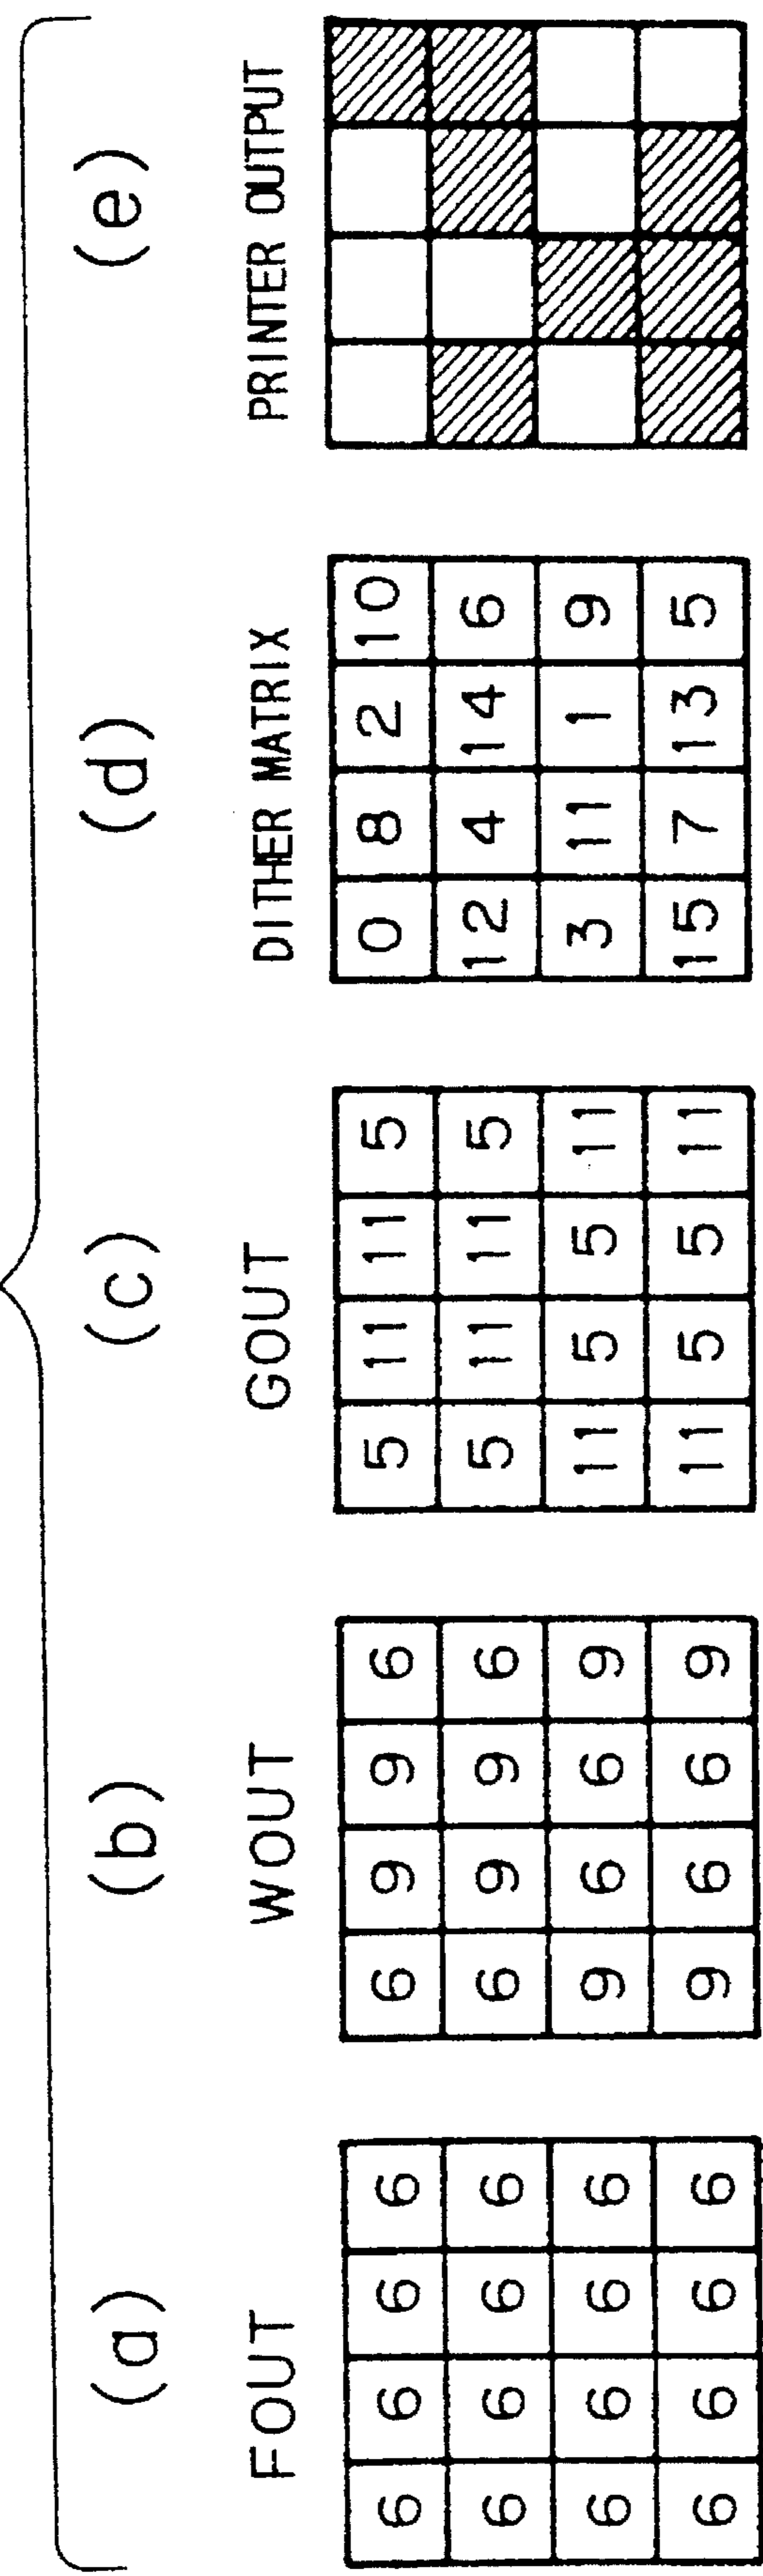 (a) (b) (c) (d) (e)
FOUT WOUT GOUT DITHER MATRIX PRINTER OUTPUT
6 6 6 6 6 9 9 6 5 11 11 5 0 8 2 10
6 6 6 6 6 9 9 6 5 11 11 5 12 4 14 6
6 6 6 6 9 6 6 9 11 5 5 11 3 11 1 9
6 6 6 6 9 6 6 9 11 5 5 11 15 7 13 5